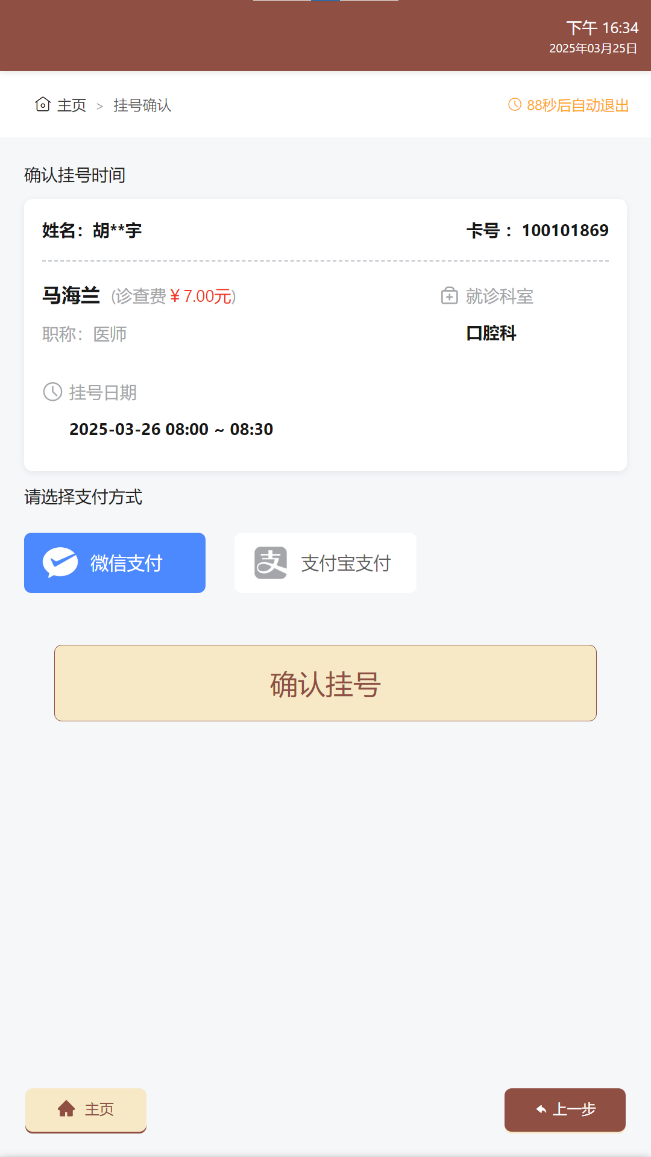 下午 16:34
2025年03月25日
主页 > 挂号确认 88秒后自动退出
确认挂号时间
姓名：胡**宇 卡号 ：100101869
马海兰 (诊查费￥7.00元) 就诊科室
职称：医师 口腔科
挂号日期
2025-03-26 08:00 ~ 08:30
请选择支付方式
微信支付 支 支付宝支付
确认挂号
主页 上一步